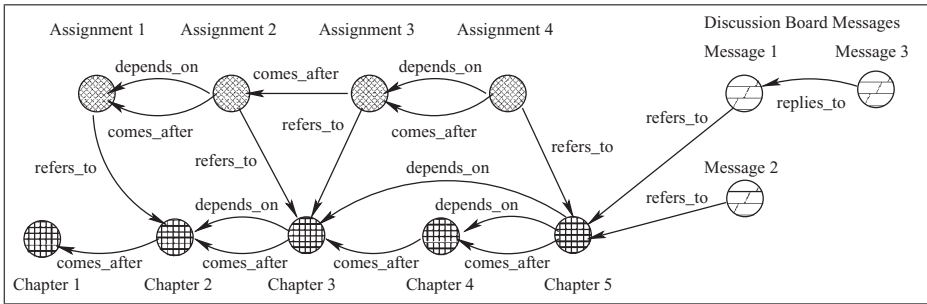 Discussion Board Messages
Assignment 1 Assignment 2 Assignment 3 Assignment 4 Message 1 Message 3
depends_on comes_after depends_on
replies_to
comes_after refers_to comes_after refers_to
refers_to refers_to refers_to depends_on Message 2
depends_on depends_on refers_to
comes_after comes_after comes_after comes_after
Chapter 1 Chapter 2 Chapter 3 Chapter 4 Chapter 5